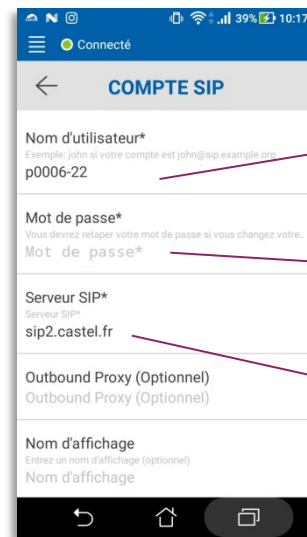 39% 10:17
Connecté
COMPTE SIP
Nom d'utilisateur*
Exemple: john si votre compte est john@sip.example.org
p0006-22
Mot de passe*
Vous devrez retaper votre mot de passe si vous changez votre..
Mot de passe*
Serveur SIP*
Serveur SIP*
sip2.castel.fr
Outbound Proxy (Optionnel)
Outbound Proxy (Optionnel)
Nom d'affichage
Entrez un nom d'affichage (optionnel)
Nom d'affichage